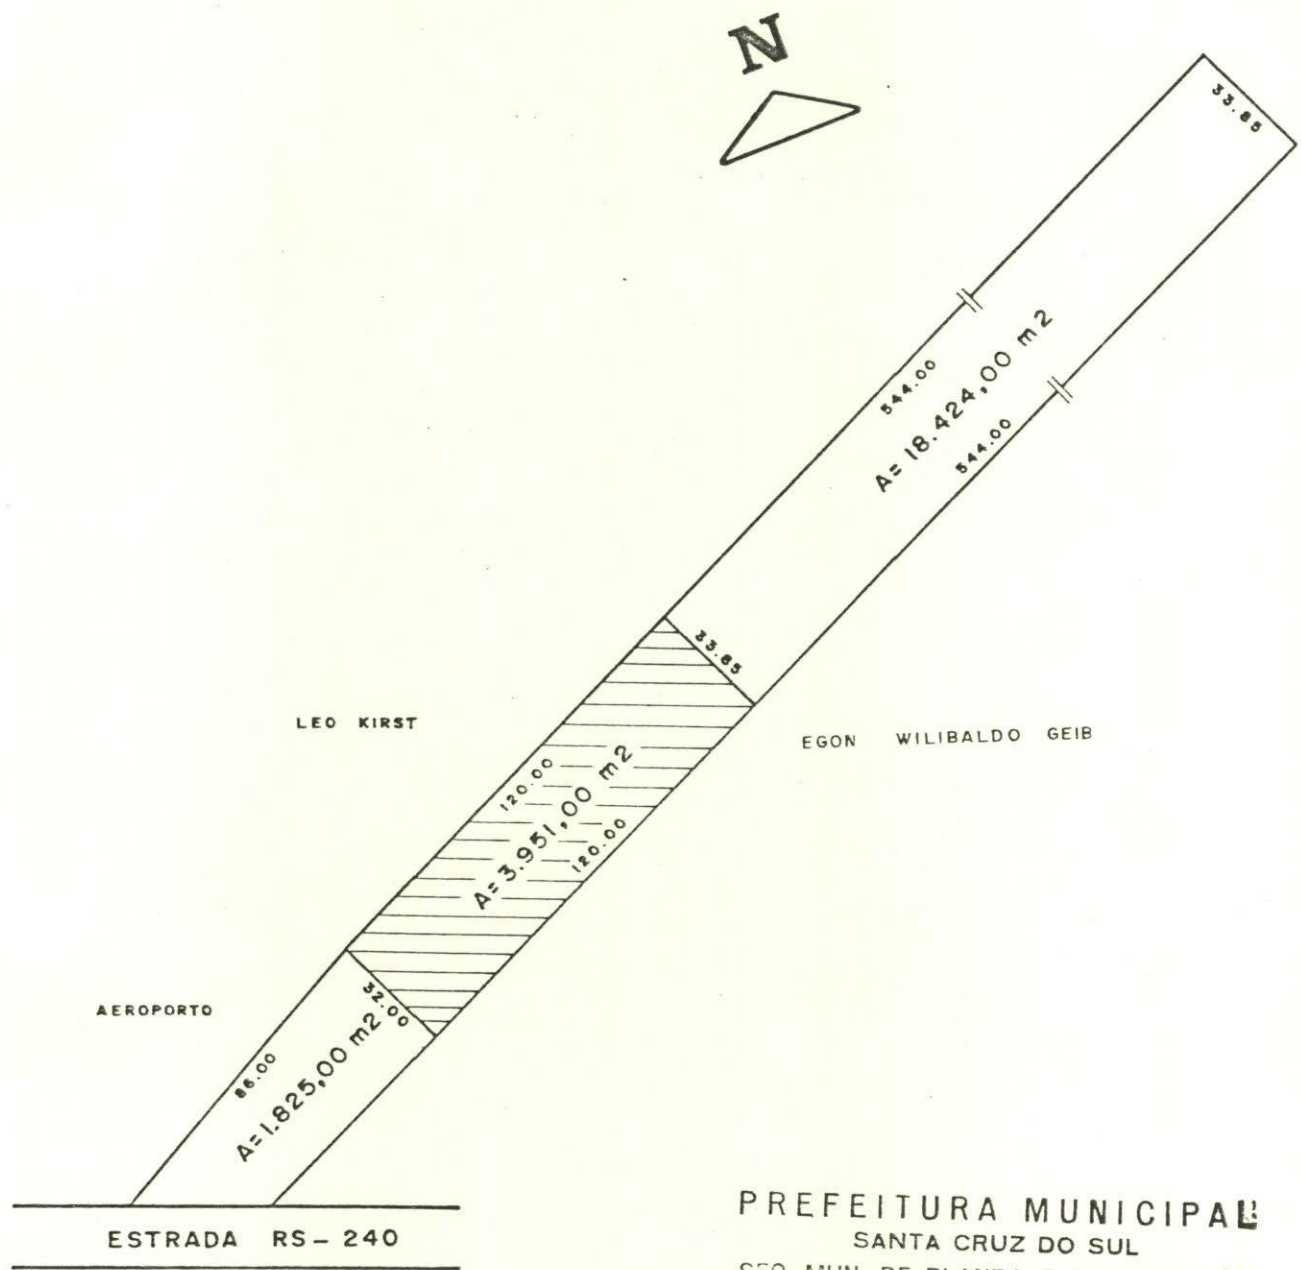 N
33.85
544.00
A= 18.424,00 m2
544.00
33.85
LEO KIRST
EGON WILIBALDO GEIB
120.00
A= 3.951,00 m2
120.00
AEROPORTO
32.00
86.00
A=1.825,00 m2
ESTRADA RS-240
PREFEITURA MUNICIPAL
SANTA CRUZ DO SUL
MUN. DE